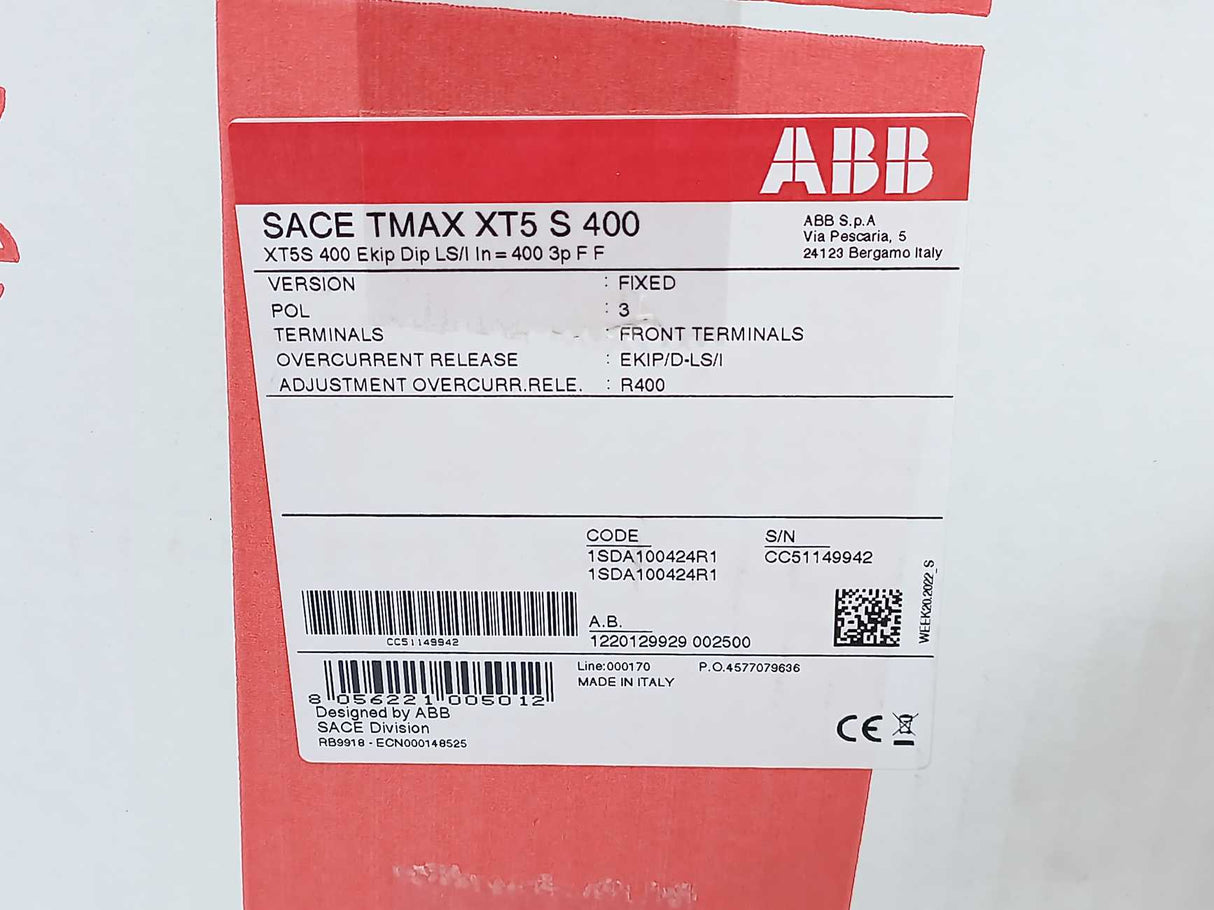 ABB
SACE TMAX XT5 S 400
XT5S 400 Ekip Dip LS/I In = 400 3p F F
ABB S.p.A
Via Pescaria, 5
24123 Bergamo Italy
VERSION : FIXED
POL : 3
TERMINALS : FRONT TERMINALS
OVERCURRENT RELEASE : EKIP/D-LS/I
ADJUSTMENT OVERCURR.RELE. : R400
CODE
1SDA100424R1
1SDA100424R1
S/N
CC51149942
WEEK20.2022_S
CC51149942
A.B.
1220129929 002500
Line:000170 P.O.4577079636
MADE IN ITALY
8 056221 005012
Designed by ABB
SACE Division
RB9918 - ECN000148525
CE